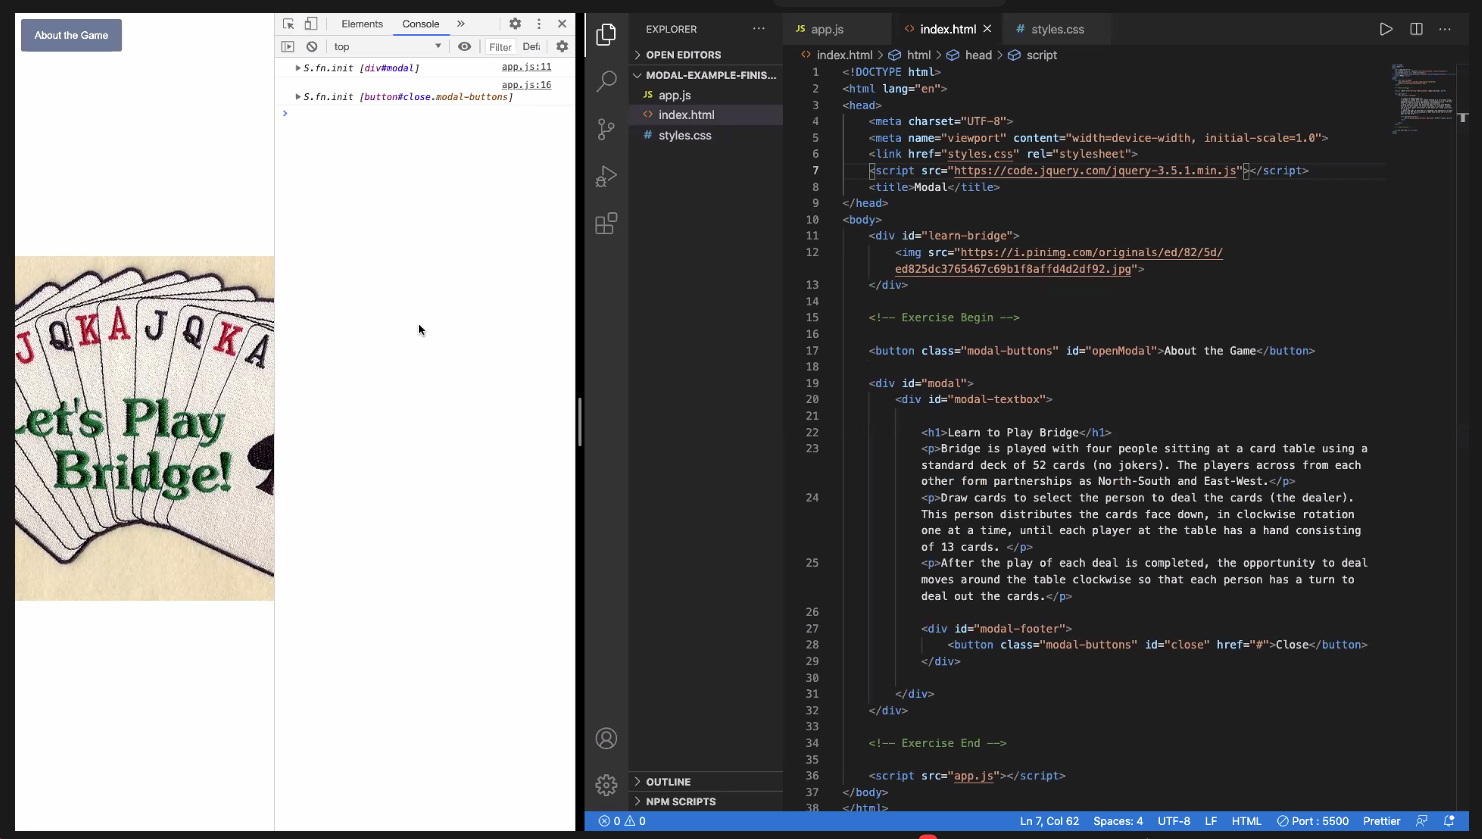 About the Game
J Q K A J Q K A
Let's Play
Bridge!
Elements Console »
top Filter
S.fn.init [div#modal] app.js:11
app.js:16
S.fn.init [button#close.modal-buttons]
EXPLORER
OPEN EDITORS
MODAL-EXAMPLE-FINIS...
app.js
index.html
styles.css
OUTLINE
NPM SCRIPTS
app.js index.html styles.css
index.html > html > head > script
1 <!DOCTYPE html>
2 <html lang="en">
3 <head>
4 <meta charset="UTF-8">
5 <meta name="viewport" content="width=device-width, initial-scale=1.0">
6 <link href="styles.css" rel="stylesheet">
7 <script src="https://code.jquery.com/jquery-3.5.1.min.js"></script>
8 <title>Modal</title>
9 </head>
10 <body>
11 <div id="learn-bridge">
12 <img src="https://i.pinimg.com/originals/ed/82/5d/
ed825dc3765467c69b1f8affd4d2df92.jpg">
13 </div>
14
15 <!-- Exercise Begin -->
16
17 <button class="modal-buttons" id="openModal">About the Game</button>
18
19 <div id="modal">
20 <div id="modal-textbox">
21
22 <h1>Learn to Play Bridge</h1>
23 <p>Bridge is played with four people sitting at a card table using a
standard deck of 52 cards (no jokers). The players across from each
other form partnerships as North-South and East-West.</p>
24 <p>Draw cards to select the person to deal the cards (the dealer).
This person distributes the cards face down, in clockwise rotation
one at a time, until each player at the table has a hand consisting
of 13 cards. </p>
25 <p>After the play of each deal is completed, the opportunity to deal
moves around the table clockwise so that each person has a turn to
deal out the cards.</p>
26
27 <div id="modal-footer">
28 <button class="modal-buttons" id="close" href="#">Close</button>
29 </div>
30
31 </div>
32 </div>
33
34 <!-- Exercise End -->
35
36 <script src="app.js"></script>
37 </body>
38 </html>
0 0 Ln 7, Col 62 Spaces: 4 UTF-8 LF HTML Port : 5500 Prettier